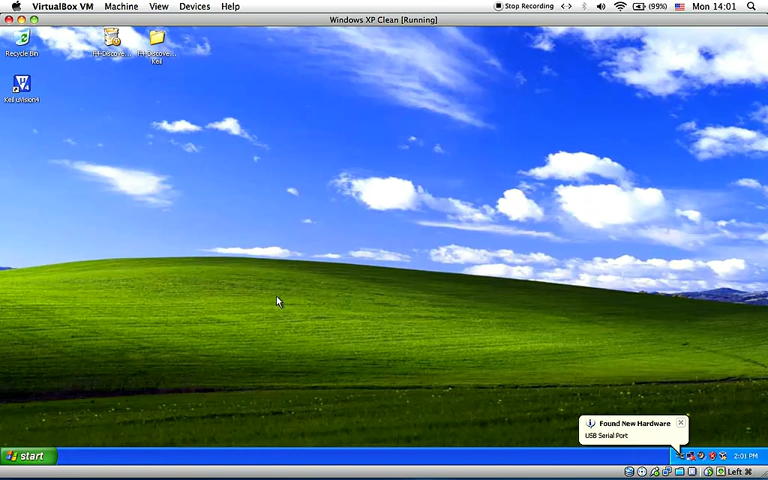 VirtualBox VM Machine View Devices Help
Stop Recording (99%) Mon 14:01
Windows XP Clean [Running]
Recycle Bin
Keil uVision4
Keil
Found New Hardware
USB Serial Port
start
2:01 PM
Left ⌘